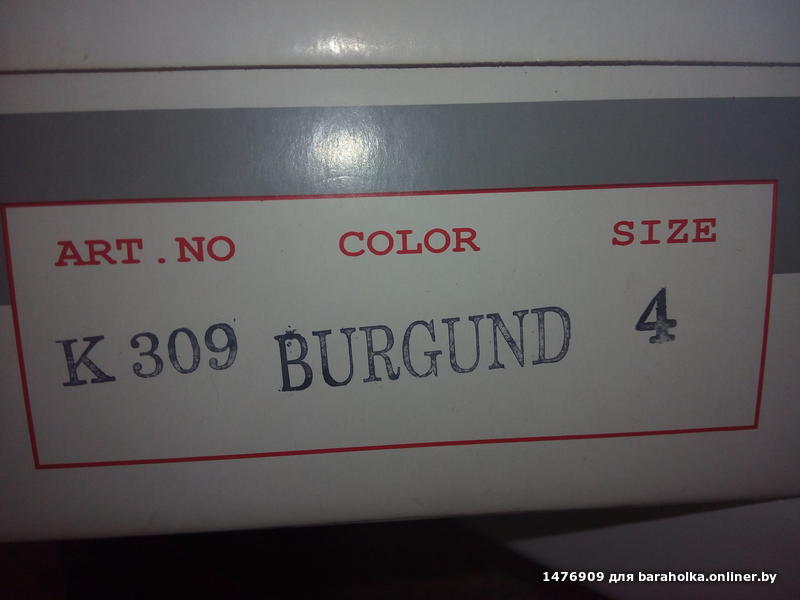 ART.NO COLOR SIZE
K 309 BURGUND 4
1476909 для baraholka.onliner.by